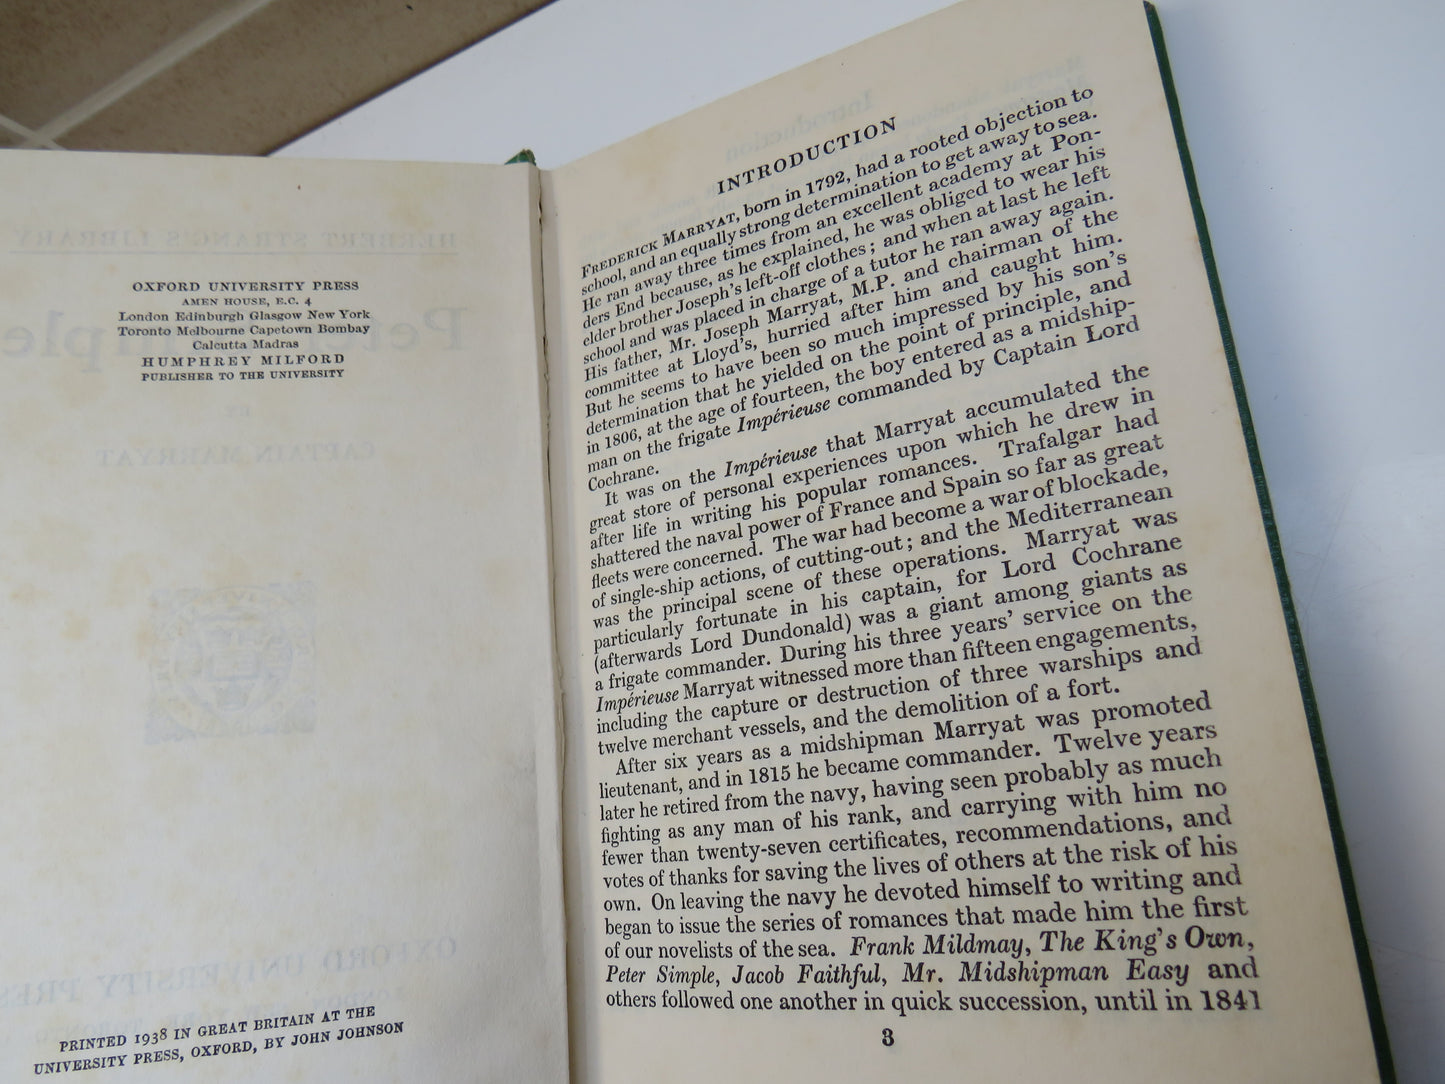 OXFORD UNIVERSITY PRESS
AMEN HOUSE, E.C. 4
London Edinburgh Glasgow New York
Toronto Melbourne Capetown Bombay
Calcutta Madras
HUMPHREY MILFORD
PUBLISHER TO THE UNIVERSITY
PRINTED 1938 IN GREAT BRITAIN AT THE
UNIVERSITY PRESS, OXFORD, BY JOHN JOHNSON
INTRODUCTION
FREDERICK MARRYAT, born in 1792, had a rooted objection to
school, and an equally strong determination to get away to sea.
He ran away three times from an excellent academy at Pon-
ders End because, as he explained, he was obliged to wear his
elder brother Joseph's left-off clothes; and when at last he left
school and was placed in charge of a tutor he ran away again.
His father, Mr. Joseph Marryat, M.P. and chairman of the
committee at Lloyd's, hurried after him and caught him.
But he seems to have been so much impressed by his son's
determination that he yielded on the point of principle, and
in 1806, at the age of fourteen, the boy entered as a midship-
man on the frigate Impérieuse commanded by Captain Lord
Cochrane.
It was on the Impérieuse that Marryat accumulated the
great store of personal experiences upon which he drew in
after life in writing his popular romances. Trafalgar had
shattered the naval power of France and Spain so far as great
fleets were concerned. The war had become a war of blockade,
of single-ship actions, of cutting-out; and the Mediterranean
was the principal scene of these operations. Marryat was
particularly fortunate in his captain, for Lord Cochrane
(afterwards Lord Dundonald) was a giant among giants as
a frigate commander. During his three years' service on the
Impérieuse Marryat witnessed more than fifteen engagements,
including the capture or destruction of three warships and
twelve merchant vessels, and the demolition of a fort.
After six years as a midshipman Marryat was promoted
lieutenant, and in 1815 he became commander. Twelve years
later he retired from the navy, having seen probably as much
fighting as any man of his rank, and carrying with him no
fewer than twenty-seven certificates, recommendations, and
votes of thanks for saving the lives of others at the risk of his
own. On leaving the navy he devoted himself to writing and
began to issue the series of romances that made him the first
of our novelists of the sea. Frank Mildmay, The King's Own,
Peter Simple, Jacob Faithful, Mr. Midshipman Easy and
others followed one another in quick succession, until in 1841
3